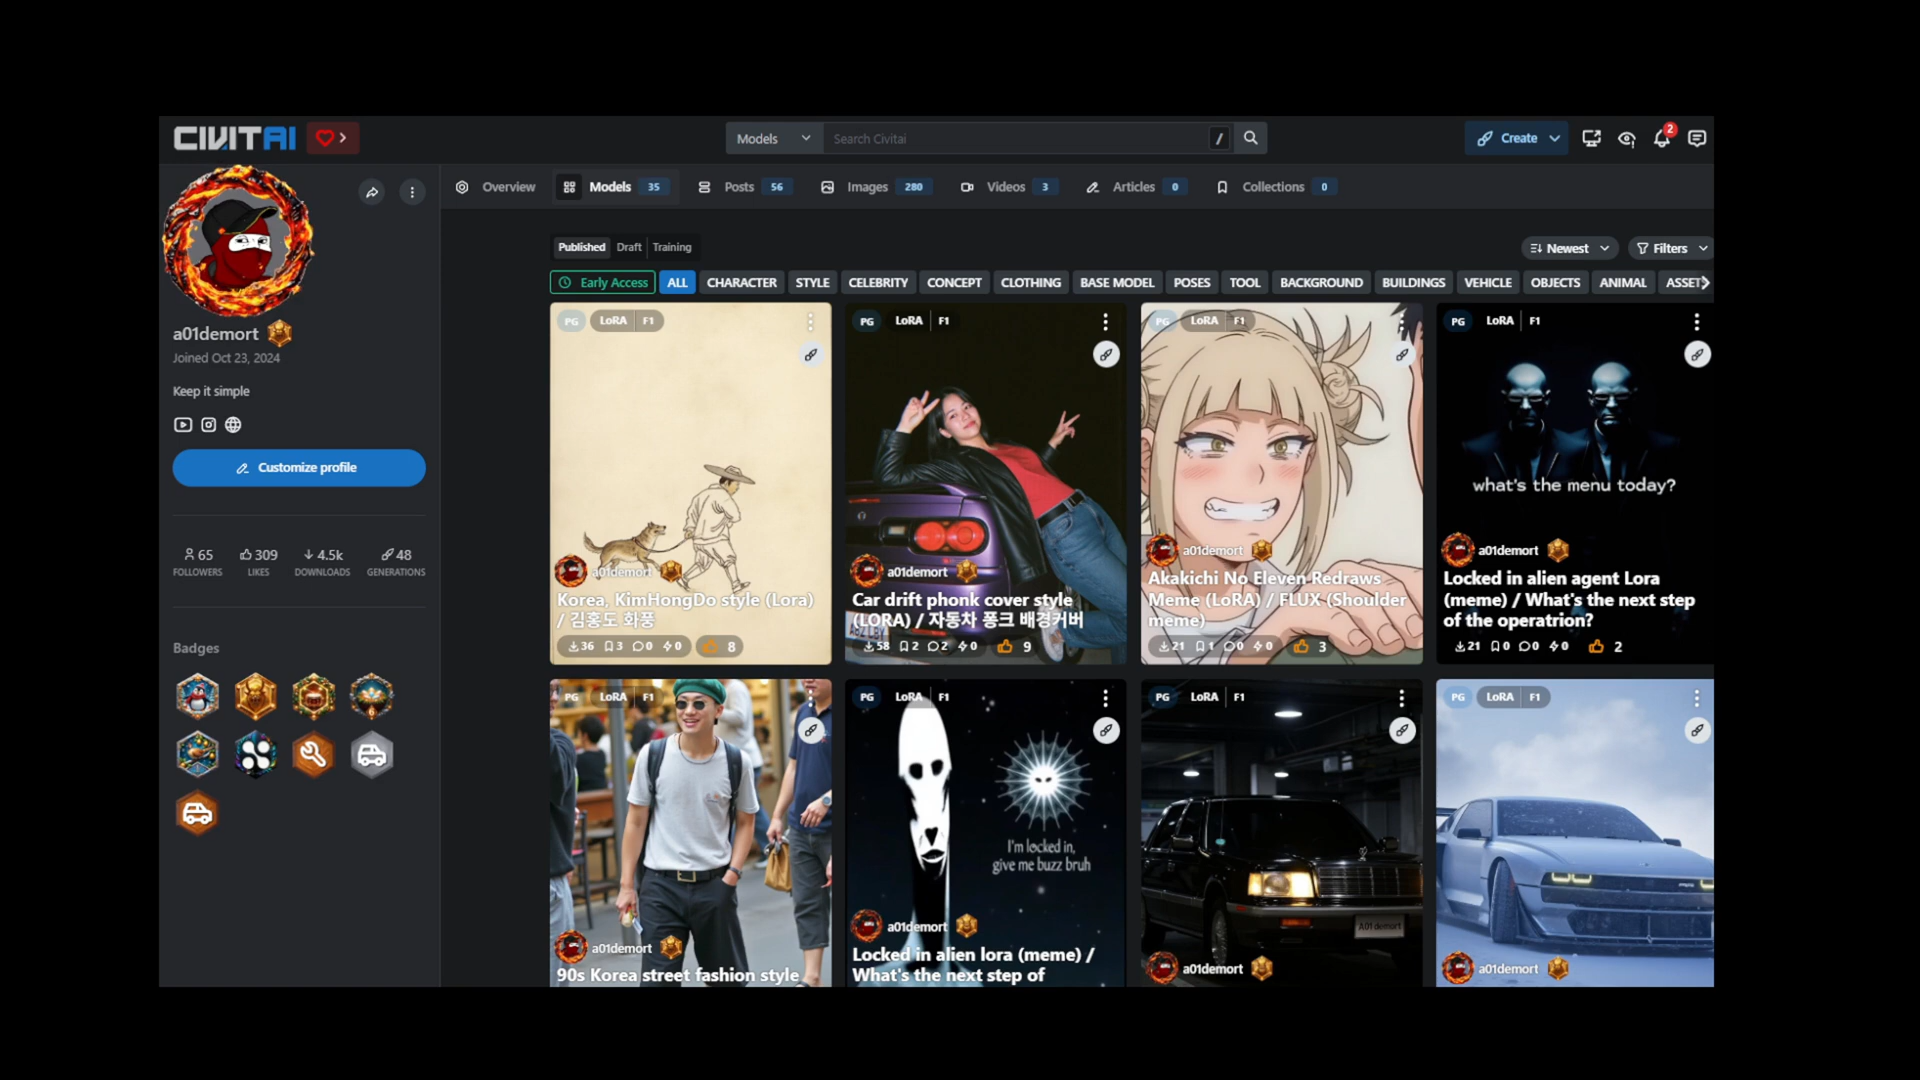 CIVITAI
Models
Search Civitai
/
Create
2
a01demort
Joined Oct 23, 2024
Keep it simple
Customize profile
65
FOLLOWERS
309
LIKES
4.5k
DOWNLOADS
48
GENERATIONS
Badges
6
Overview
Models 35
Posts 56
Images 280
Videos 3
Articles 0
Collections 0
Published Draft Training
Newest
Filters
Early Access
ALL
CHARACTER
STYLE
CELEBRITY
CONCEPT
CLOTHING
BASE MODEL
POSES
TOOL
BACKGROUND
BUILDINGS
VEHICLE
OBJECTS
ANIMAL
ASSET
PG LoRA F1
a01demort
Korea, KimHongDo style (Lora)
/ 김홍도 화풍
36 3 0 0 8
PG LoRA F1
a01demort
Car drift phonk cover style
(LORA) / 자동차 퐁크 배경커버
58 2 2 0 9
PG LoRA F1
a01demort
Akakichi No Eleven Redraws
Meme (LoRA) / FLUX (Shoulder
meme)
21 1 0 0 3
PG LoRA F1
what's the menu today?
a01demort
Locked in alien agent Lora
(meme) / What's the next step
of the operatrion?
21 0 0 0 2
PG LoRA F1
a01demort
90s Korea street fashion style
PG LoRA F1
I'm locked in,
give me buzz bruh
a01demort
Locked in alien lora (meme) /
What's the next step of
PG LoRA F1
A01demort
a01demort
PG LoRA F1
a01demort